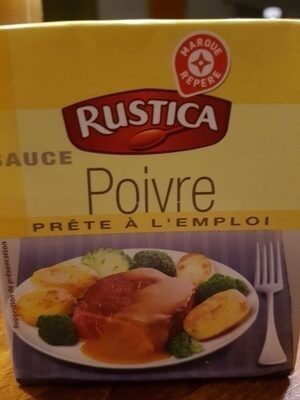 MARQUE
REPÈRE
RUSTICA
SAUCE
Poivre
PRÊTE À L'EMPLOI
Suggestion de présentation